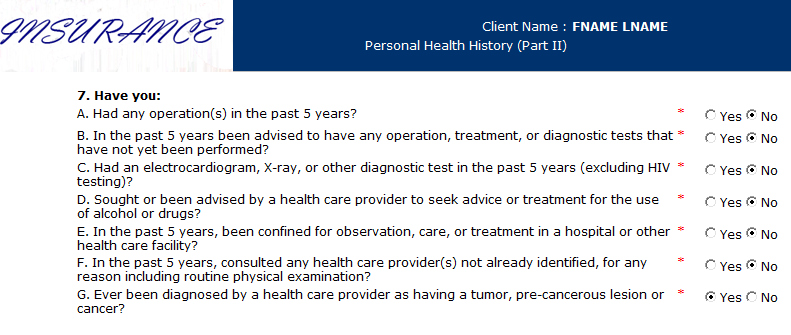 INSURANCE
Client Name : FNAME LNAME
Personal Health History (Part II)
7. Have you:
A. Had any operation(s) in the past 5 years? * Yes No
B. In the past 5 years been advised to have any operation, treatment, or diagnostic tests that * Yes No
have not yet been performed?
C. Had an electrocardiogram, X-ray, or other diagnostic test in the past 5 years (excluding HIV * Yes No
testing)?
D. Sought or been advised by a health care provider to seek advice or treatment for the use * Yes No
of alcohol or drugs?
E. In the past 5 years, been confined for observation, care, or treatment in a hospital or other * Yes No
health care facility?
F. In the past 5 years, consulted any health care provider(s) not already identified, for any * Yes No
reason including routine physical examination?
G. Ever been diagnosed by a health care provider as having a tumor, pre-cancerous lesion or * Yes No
cancer?